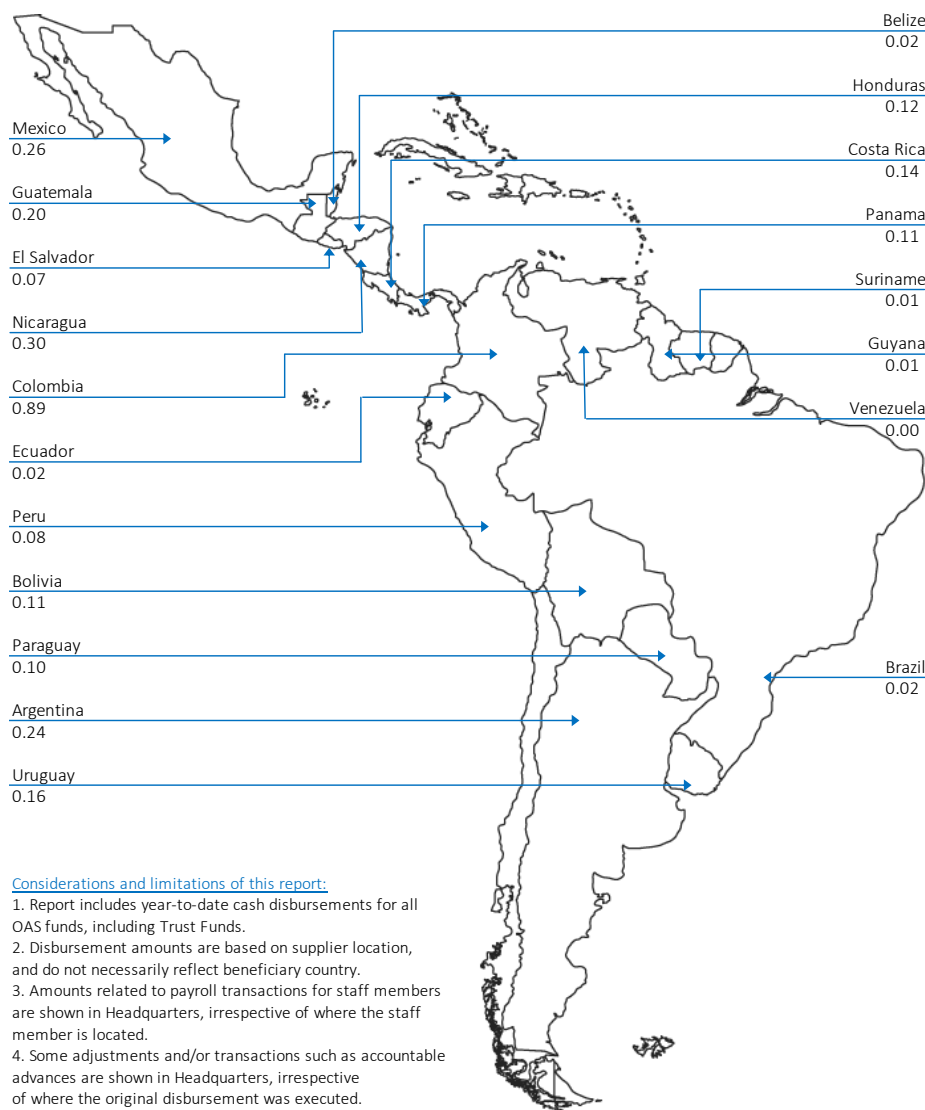 Belize
0.02
Honduras
0.12
Mexico
0.26
Costa Rica
0.14
Guatemala
0.20
Panama
0.11
El Salvador
0.07
Suriname
0.01
Nicaragua
0.30
Guyana
0.01
Colombia
0.89
Venezuela
0.00
Ecuador
0.02
Peru
0.08
Bolivia
0.11
Paraguay
0.10
Brazil
0.02
Argentina
0.24
Uruguay
0.16
Considerations and limitations of this report:
1. Report includes year-to-date cash disbursements for all
OAS funds, including Trust Funds.
2. Disbursement amounts are based on supplier location,
and do not necessarily reflect beneficiary country.
3. Amounts related to payroll transactions for staff members
are shown in Headquarters, irrespective of where the staff
member is located.
4. Some adjustments and/or transactions such as accountable
advances are shown in Headquarters, irrespective
of where the original disbursement was executed.